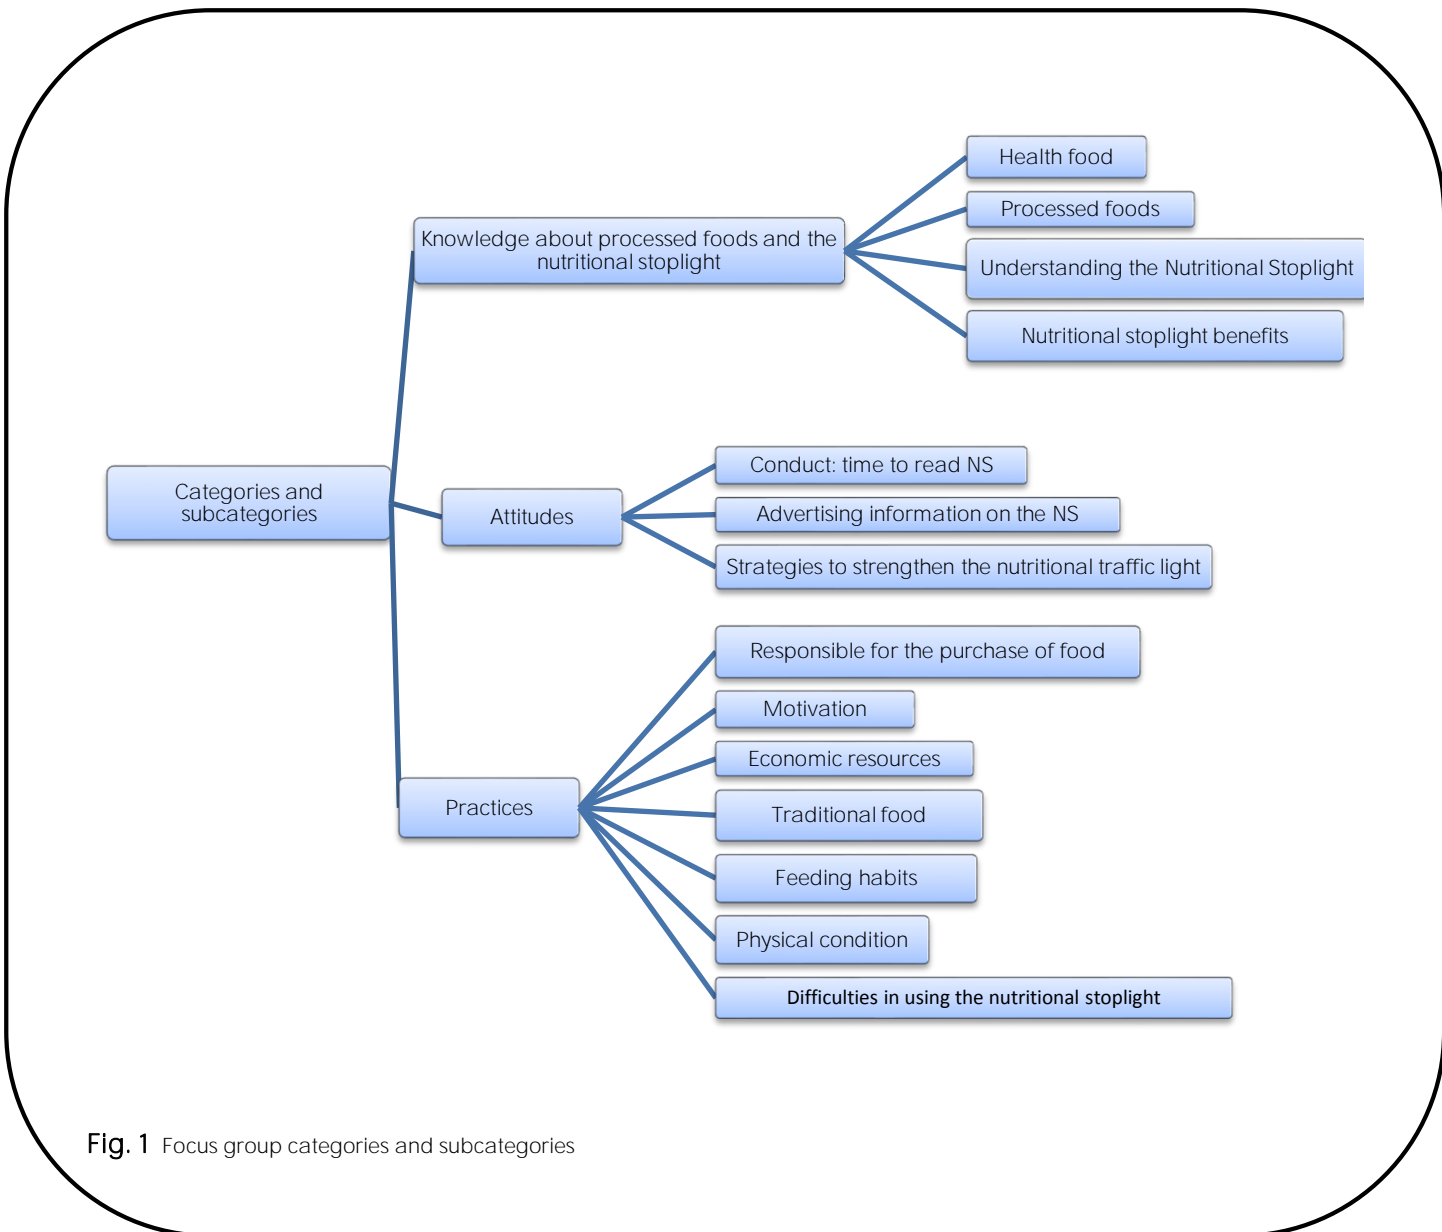 Health food
Processed foods
Knowledge about processed foods and the
nutritional stoplight
Understanding the Nutritional Stoplight
Nutritional stoplight benefits
Categories and
subcategories
Conduct: time to read NS
Attitudes
Advertising information on the NS
Strategies to strengthen the nutritional traffic light
Responsible for the purchase of food
Motivation
Economic resources
Practices
Traditional food
Feeding habits
Physical condition
Difficulties in using the nutritional stoplight
Fig. 1 Focus group categories and subcategories